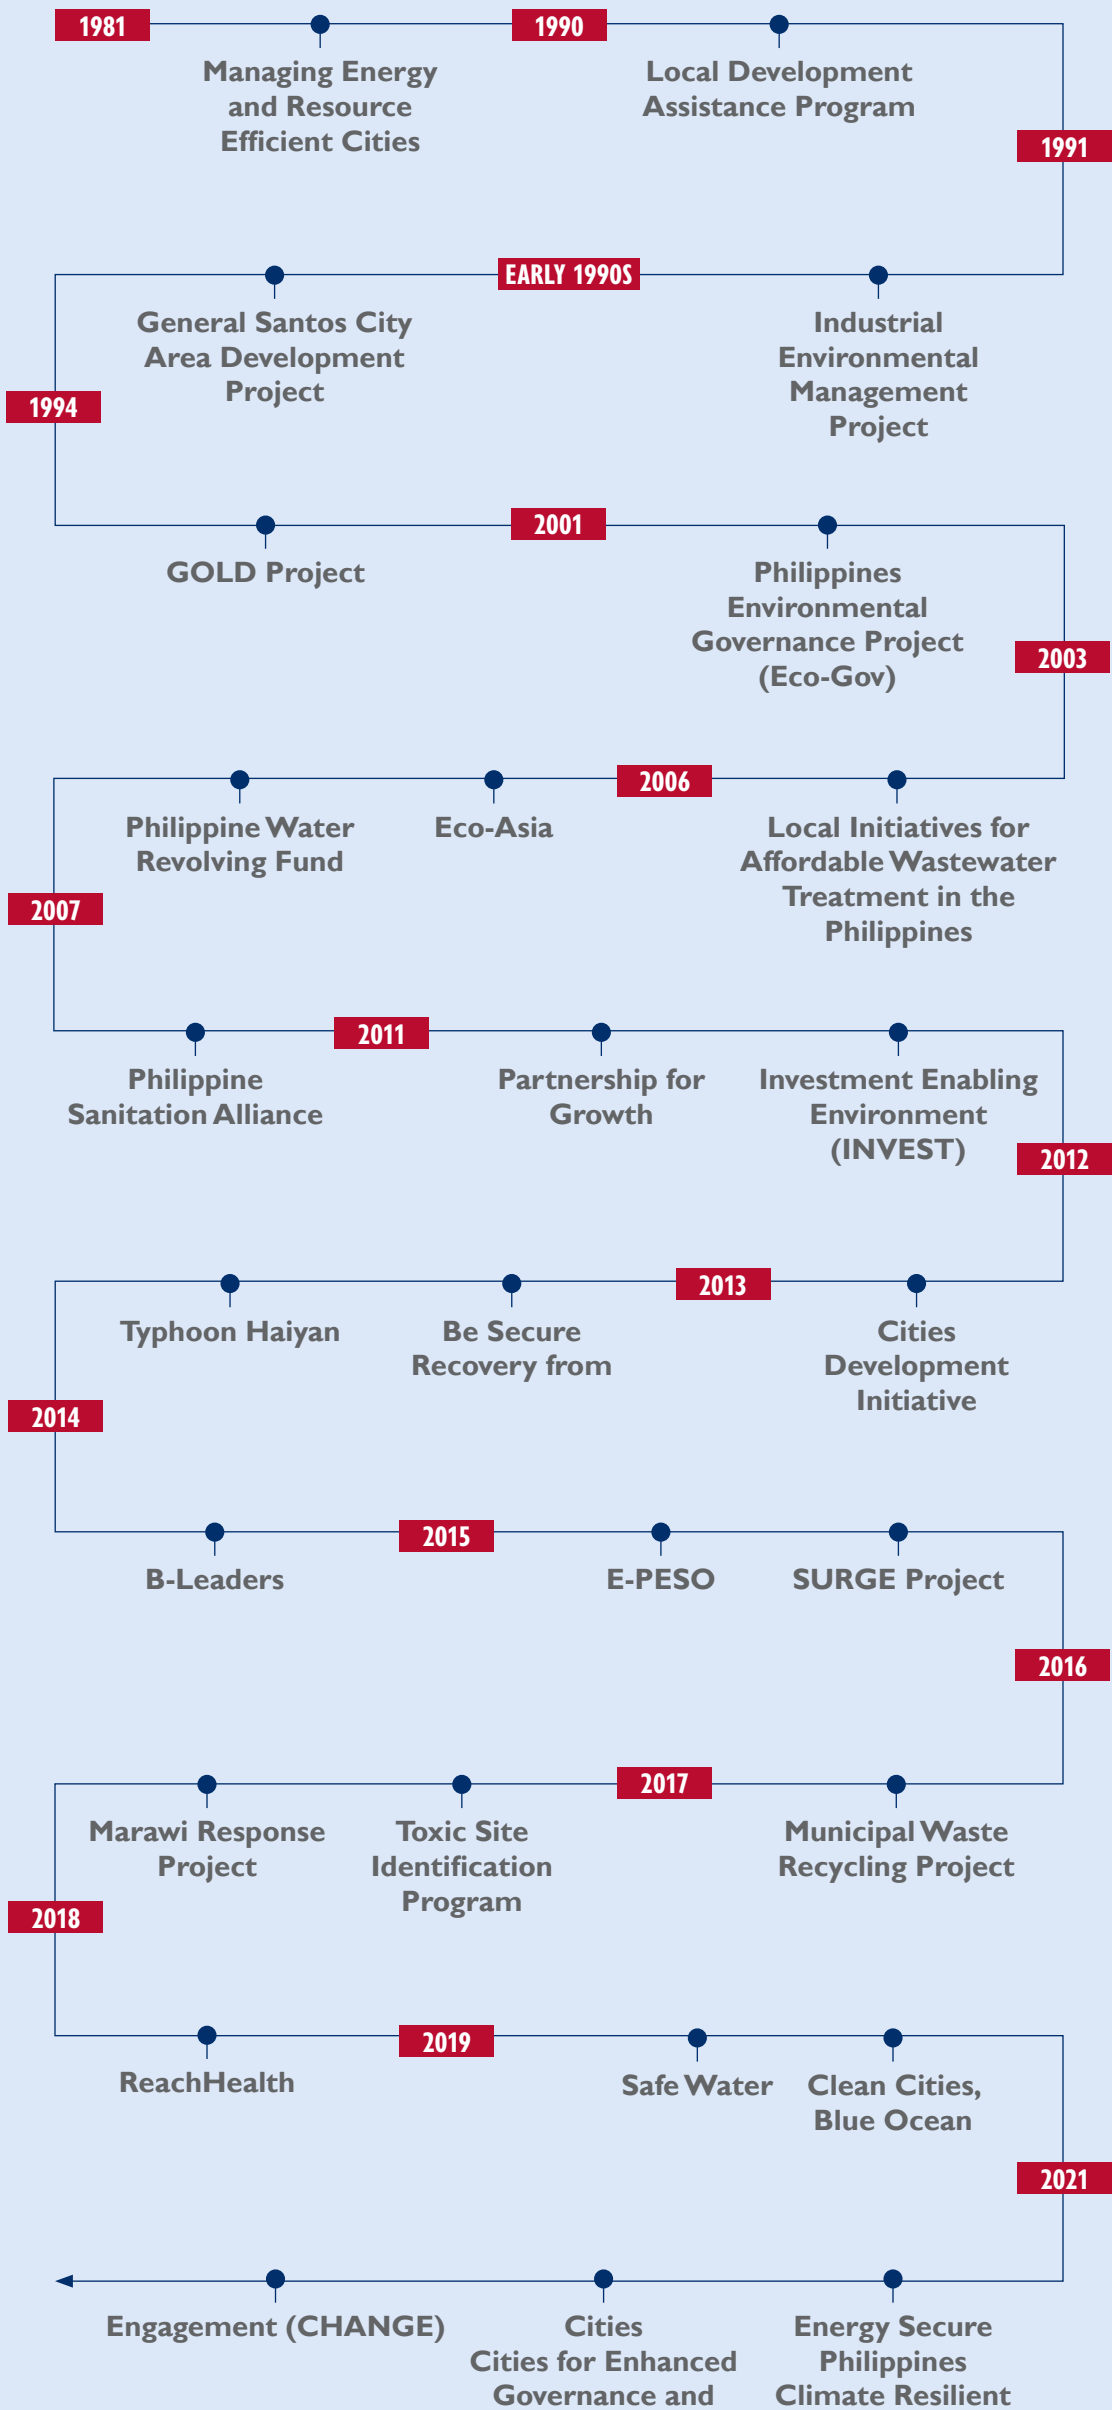 1981
Managing Energy
and Resource
Efficient Cities
1990
Local Development
Assistance Program
1991
Industrial
Environmental
Management
Project
EARLY 1990S
General Santos City
Area Development
Project
1994
GOLD Project
2001
Philippines
Environmental
Governance Project
(Eco-Gov)
2003
Local Initiatives for
Affordable Wastewater
Treatment in the
Philippines
2006
Eco-Asia
Philippine Water
Revolving Fund
2007
Philippine
Sanitation Alliance
2011
Partnership for
Growth
Investment Enabling
Environment
(INVEST)
2012
Cities
Development
Initiative
2013
Be Secure
Recovery from
Typhoon Haiyan
2014
B-Leaders
2015
E-PESO
SURGE Project
2016
Municipal Waste
Recycling Project
2017
Toxic Site
Identification
Program
Marawi Response
Project
2018
ReachHealth
2019
Safe Water
Clean Cities,
Blue Ocean
2021
Energy Secure
Philippines
Climate Resilient
Cities
Cities for Enhanced
Governance and
Engagement (CHANGE)